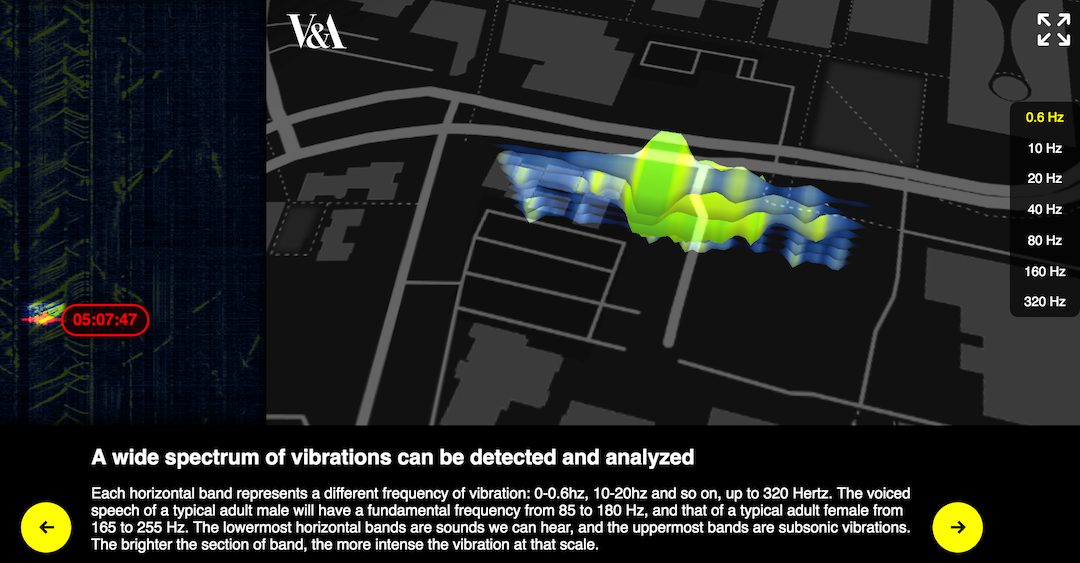 V&A
0.6 Hz
10 Hz
20 Hz
40 Hz
80 Hz
160 Hz
320 Hz
05:07:47
A wide spectrum of vibrations can be detected and analyzed
Each horizontal band represents a different frequency of vibration: 0-0.6hz, 10-20hz and so on, up to 320 Hertz. The voiced
speech of a typical adult male will have a fundamental frequency from 85 to 180 Hz, and that of a typical adult female from
165 to 255 Hz. The lowermost horizontal bands are sounds we can hear, and the uppermost bands are subsonic vibrations.
The brighter the section of band, the more intense the vibration at that scale.